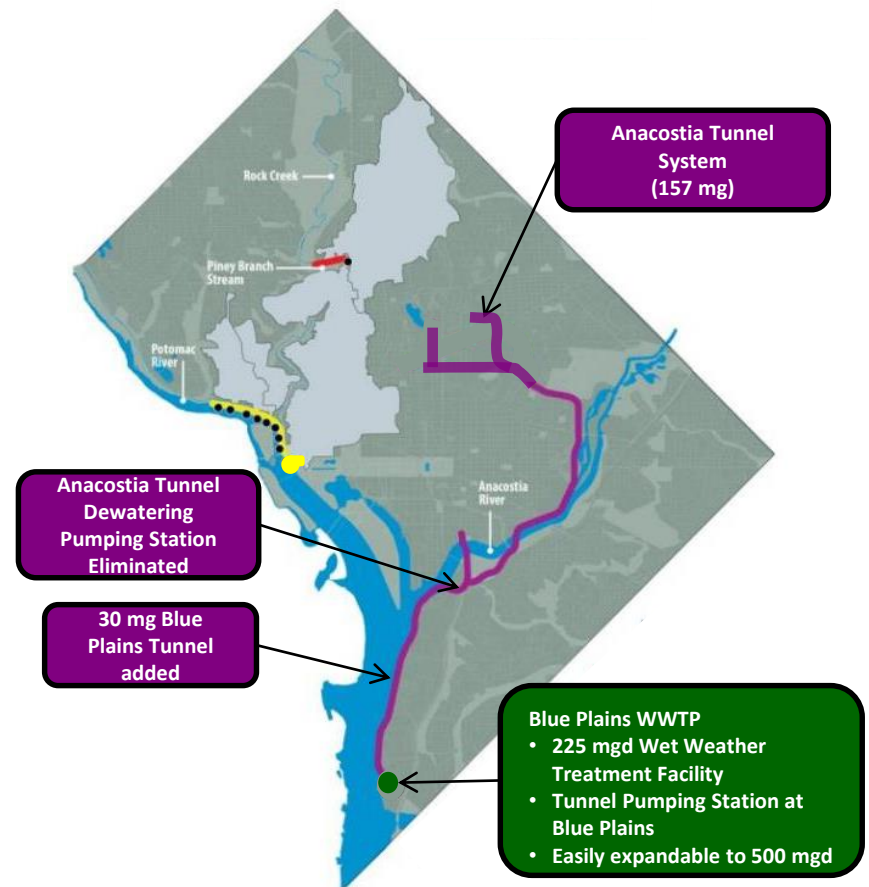 Anacostia Tunnel
System
(157 mg)
Rock Creek
Piney Branch
Stream
Potomac
River
Anacostia
River
Anacostia Tunnel
Dewatering
Pumping Station
Eliminated
30 mg Blue
Plains Tunnel
added
Blue Plains WWTP
• 225 mgd Wet Weather
Treatment Facility
• Tunnel Pumping Station at
Blue Plains
• Easily expandable to 500 mgd